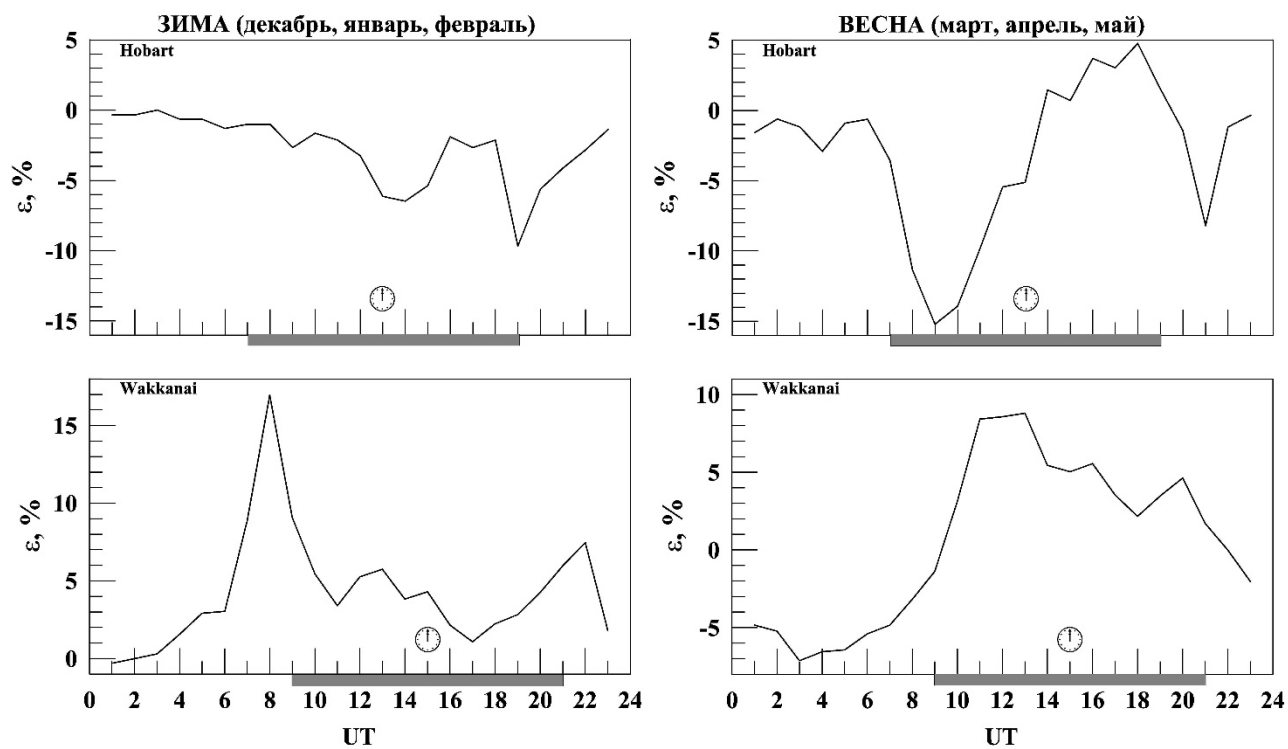 ЗИМА (декабрь, январь, февраль)
ВЕСНА (март, апрель, май)
Hobart
5
0
-5
-10
-15
ε, %
Hobart
5
0
-5
-10
-15
ε, %
Wakkanai
15
10
5
0
ε, %
0 2 4 6 8 10 12 14 16 18 20 22 24
UT
Wakkanai
10
5
0
-5
ε, %
0 2 4 6 8 10 12 14 16 18 20 22 24
UT